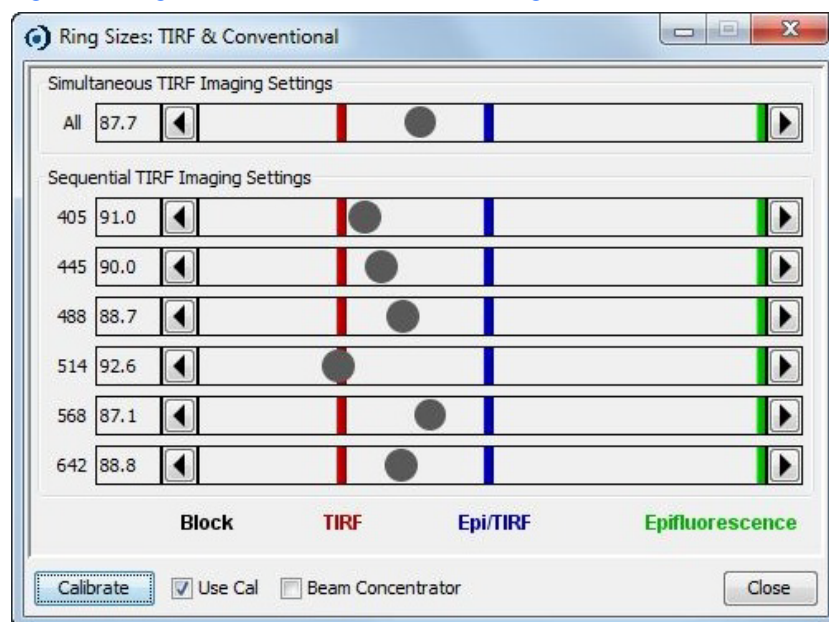 Ring Sizes: TIRF & Conventional
Simultaneous TIRF Imaging Settings
All 87.7
Sequential TIRF Imaging Settings
405 91.0
445 90.0
488 88.7
514 92.6
568 87.1
642 88.8
Block TIRF Epi/TIRF Epifluorescence
Calibrate Use Cal Beam Concentrator Close